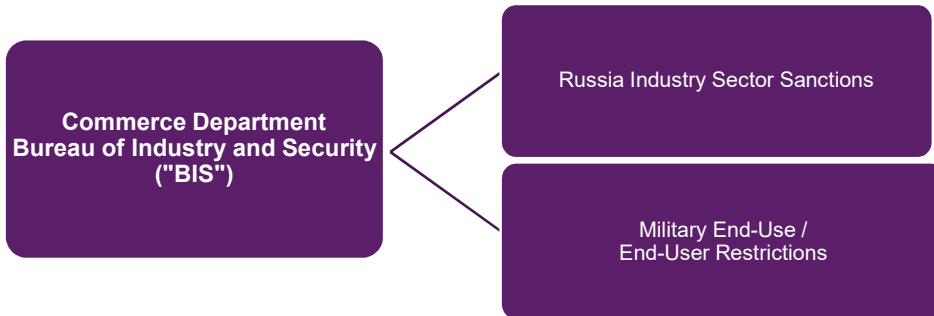 Commerce Department
Bureau of Industry and Security
("BIS")
Russia Industry Sector Sanctions
Military End-Use /
End-User Restrictions